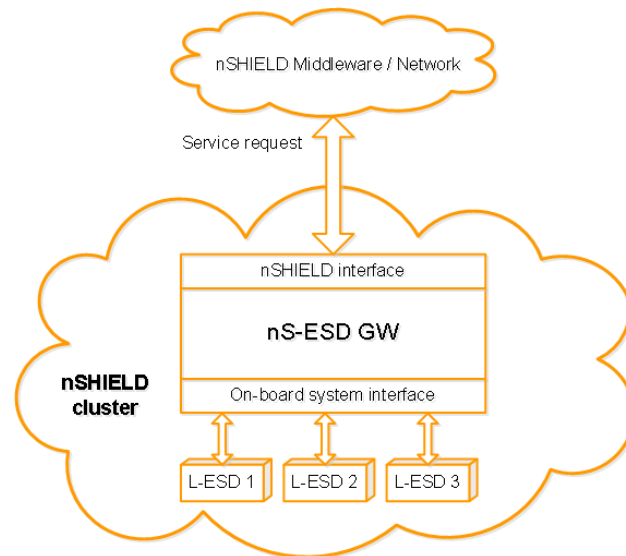 nSHIELD Middleware / Network
Service request
nSHIELD interface
nS-ESD GW
On-board system interface
nSHIELD
cluster
L-ESD 1
L-ESD 2
L-ESD 3